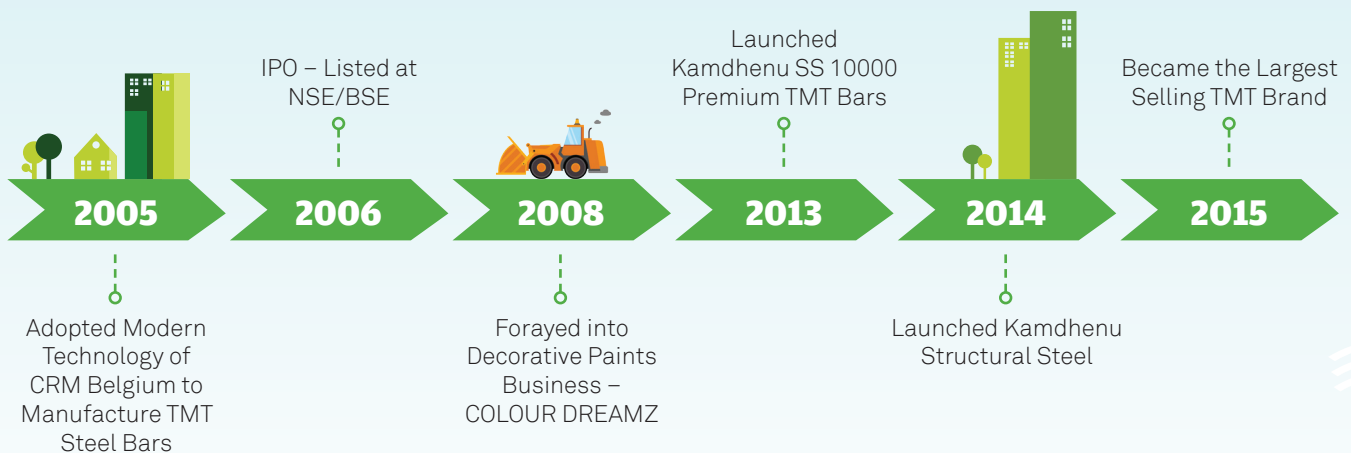 2005
Adopted Modern
Technology of
CRM Belgium to
Manufacture TMT
Steel Bars
IPO – Listed at
NSE/BSE
2006
2008
Forayed into
Decorative Paints
Business –
COLOUR DREAMZ
Launched
Kamdhenu SS 10000
Premium TMT Bars
2013
2014
Launched Kamdhenu
Structural Steel
Became the Largest
Selling TMT Brand
2015